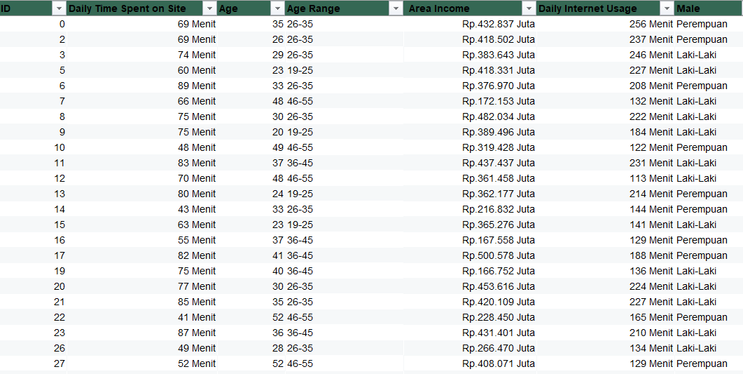 ID Daily Time Spent on Site Age Age Range Area Income Daily Internet Usage Male
0 69 Menit 35 26-35 Rp.432.837 Juta 256 Menit Perempuan
2 69 Menit 26 26-35 Rp.418.502 Juta 237 Menit Perempuan
3 74 Menit 29 26-35 Rp.383.643 Juta 246 Menit Laki-Laki
5 60 Menit 23 19-25 Rp.418.331 Juta 227 Menit Laki-Laki
6 89 Menit 33 26-35 Rp.376.970 Juta 208 Menit Perempuan
7 66 Menit 48 46-55 Rp.172.153 Juta 132 Menit Laki-Laki
8 75 Menit 30 26-35 Rp.482.034 Juta 222 Menit Laki-Laki
9 75 Menit 20 19-25 Rp.389.496 Juta 184 Menit Laki-Laki
10 48 Menit 49 46-55 Rp.319.428 Juta 122 Menit Perempuan
11 83 Menit 37 36-45 Rp.437.437 Juta 231 Menit Laki-Laki
12 70 Menit 48 46-55 Rp.361.458 Juta 113 Menit Laki-Laki
13 80 Menit 24 19-25 Rp.362.177 Juta 214 Menit Perempuan
14 43 Menit 33 26-35 Rp.216.832 Juta 144 Menit Perempuan
15 63 Menit 23 19-25 Rp.365.276 Juta 141 Menit Laki-Laki
16 55 Menit 37 36-45 Rp.167.558 Juta 129 Menit Perempuan
17 82 Menit 41 36-45 Rp.500.578 Juta 188 Menit Perempuan
19 75 Menit 40 36-45 Rp.166.752 Juta 136 Menit Laki-Laki
20 77 Menit 30 26-35 Rp.453.616 Juta 224 Menit Laki-Laki
21 85 Menit 35 26-35 Rp.420.109 Juta 227 Menit Laki-Laki
22 41 Menit 52 46-55 Rp.228.450 Juta 165 Menit Perempuan
23 87 Menit 36 36-45 Rp.431.401 Juta 210 Menit Laki-Laki
26 49 Menit 28 26-35 Rp.266.470 Juta 134 Menit Laki-Laki
27 52 Menit 52 46-55 Rp.408.071 Juta 129 Menit Perempuan